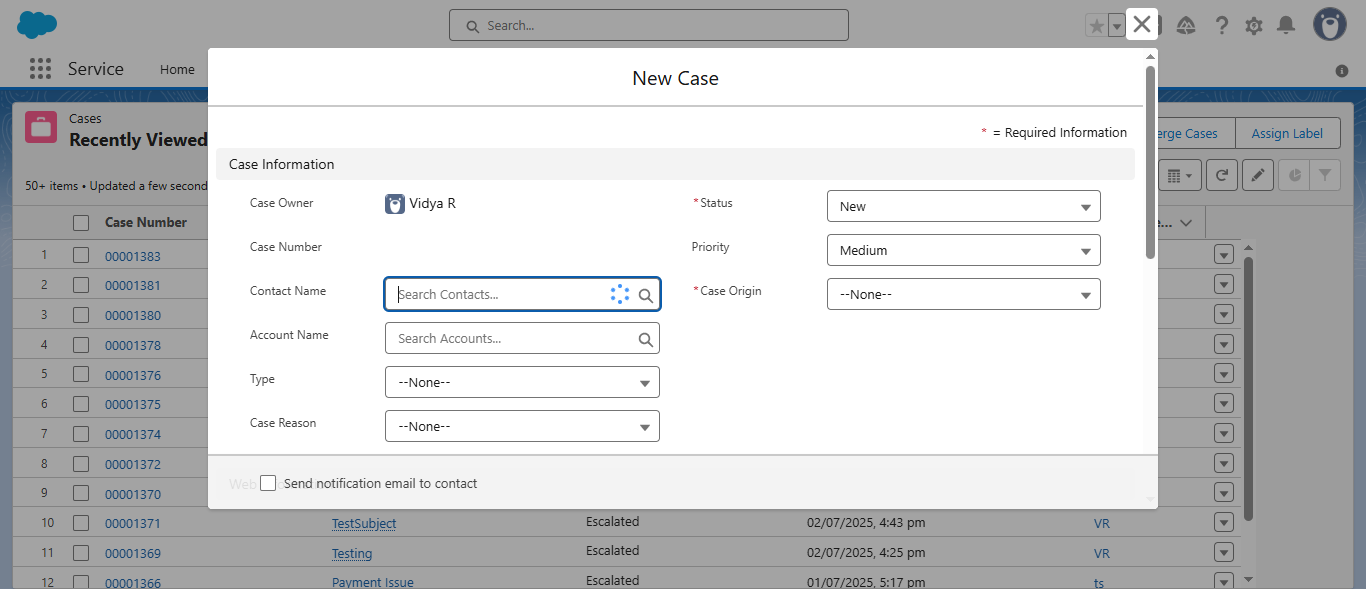 Search...
Service
Home
New Case
* = Required Information
Cases
Recently Viewed
erge Cases
Assign Label
50+ items • Updated a few second
Case Information
Case Owner
Vidya R
*Status
New
Case Number
Priority
Medium
Contact Name
Search Contacts...
*Case Origin
--None--
Account Name
Search Accounts...
Type
--None--
Case Reason
--None--
Send notification email to contact
Case Number
e...
1 00001383
2 00001381
3 00001380
4 00001378
5 00001376
6 00001375
7 00001374
8 00001372
9 00001370
10 00001371 TestSubject Escalated 02/07/2025, 4:43 pm VR
11 00001369 Testing Escalated 02/07/2025, 4:25 pm VR
12 00001366 Payment Issue Escalated 01/07/2025, 5:17 pm ts